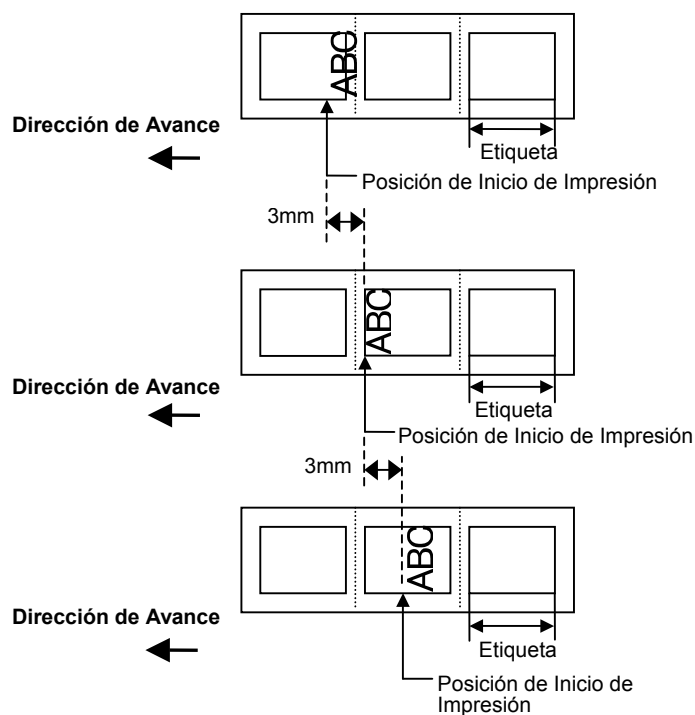 ABC
Dirección de Avance
Etiqueta
Posición de Inicio de Impresión
3mm
ABC
Dirección de Avance
Etiqueta
Posición de Inicio de Impresión
3mm
ABC
Dirección de Avance
Etiqueta
Posición de Inicio de
Impresión